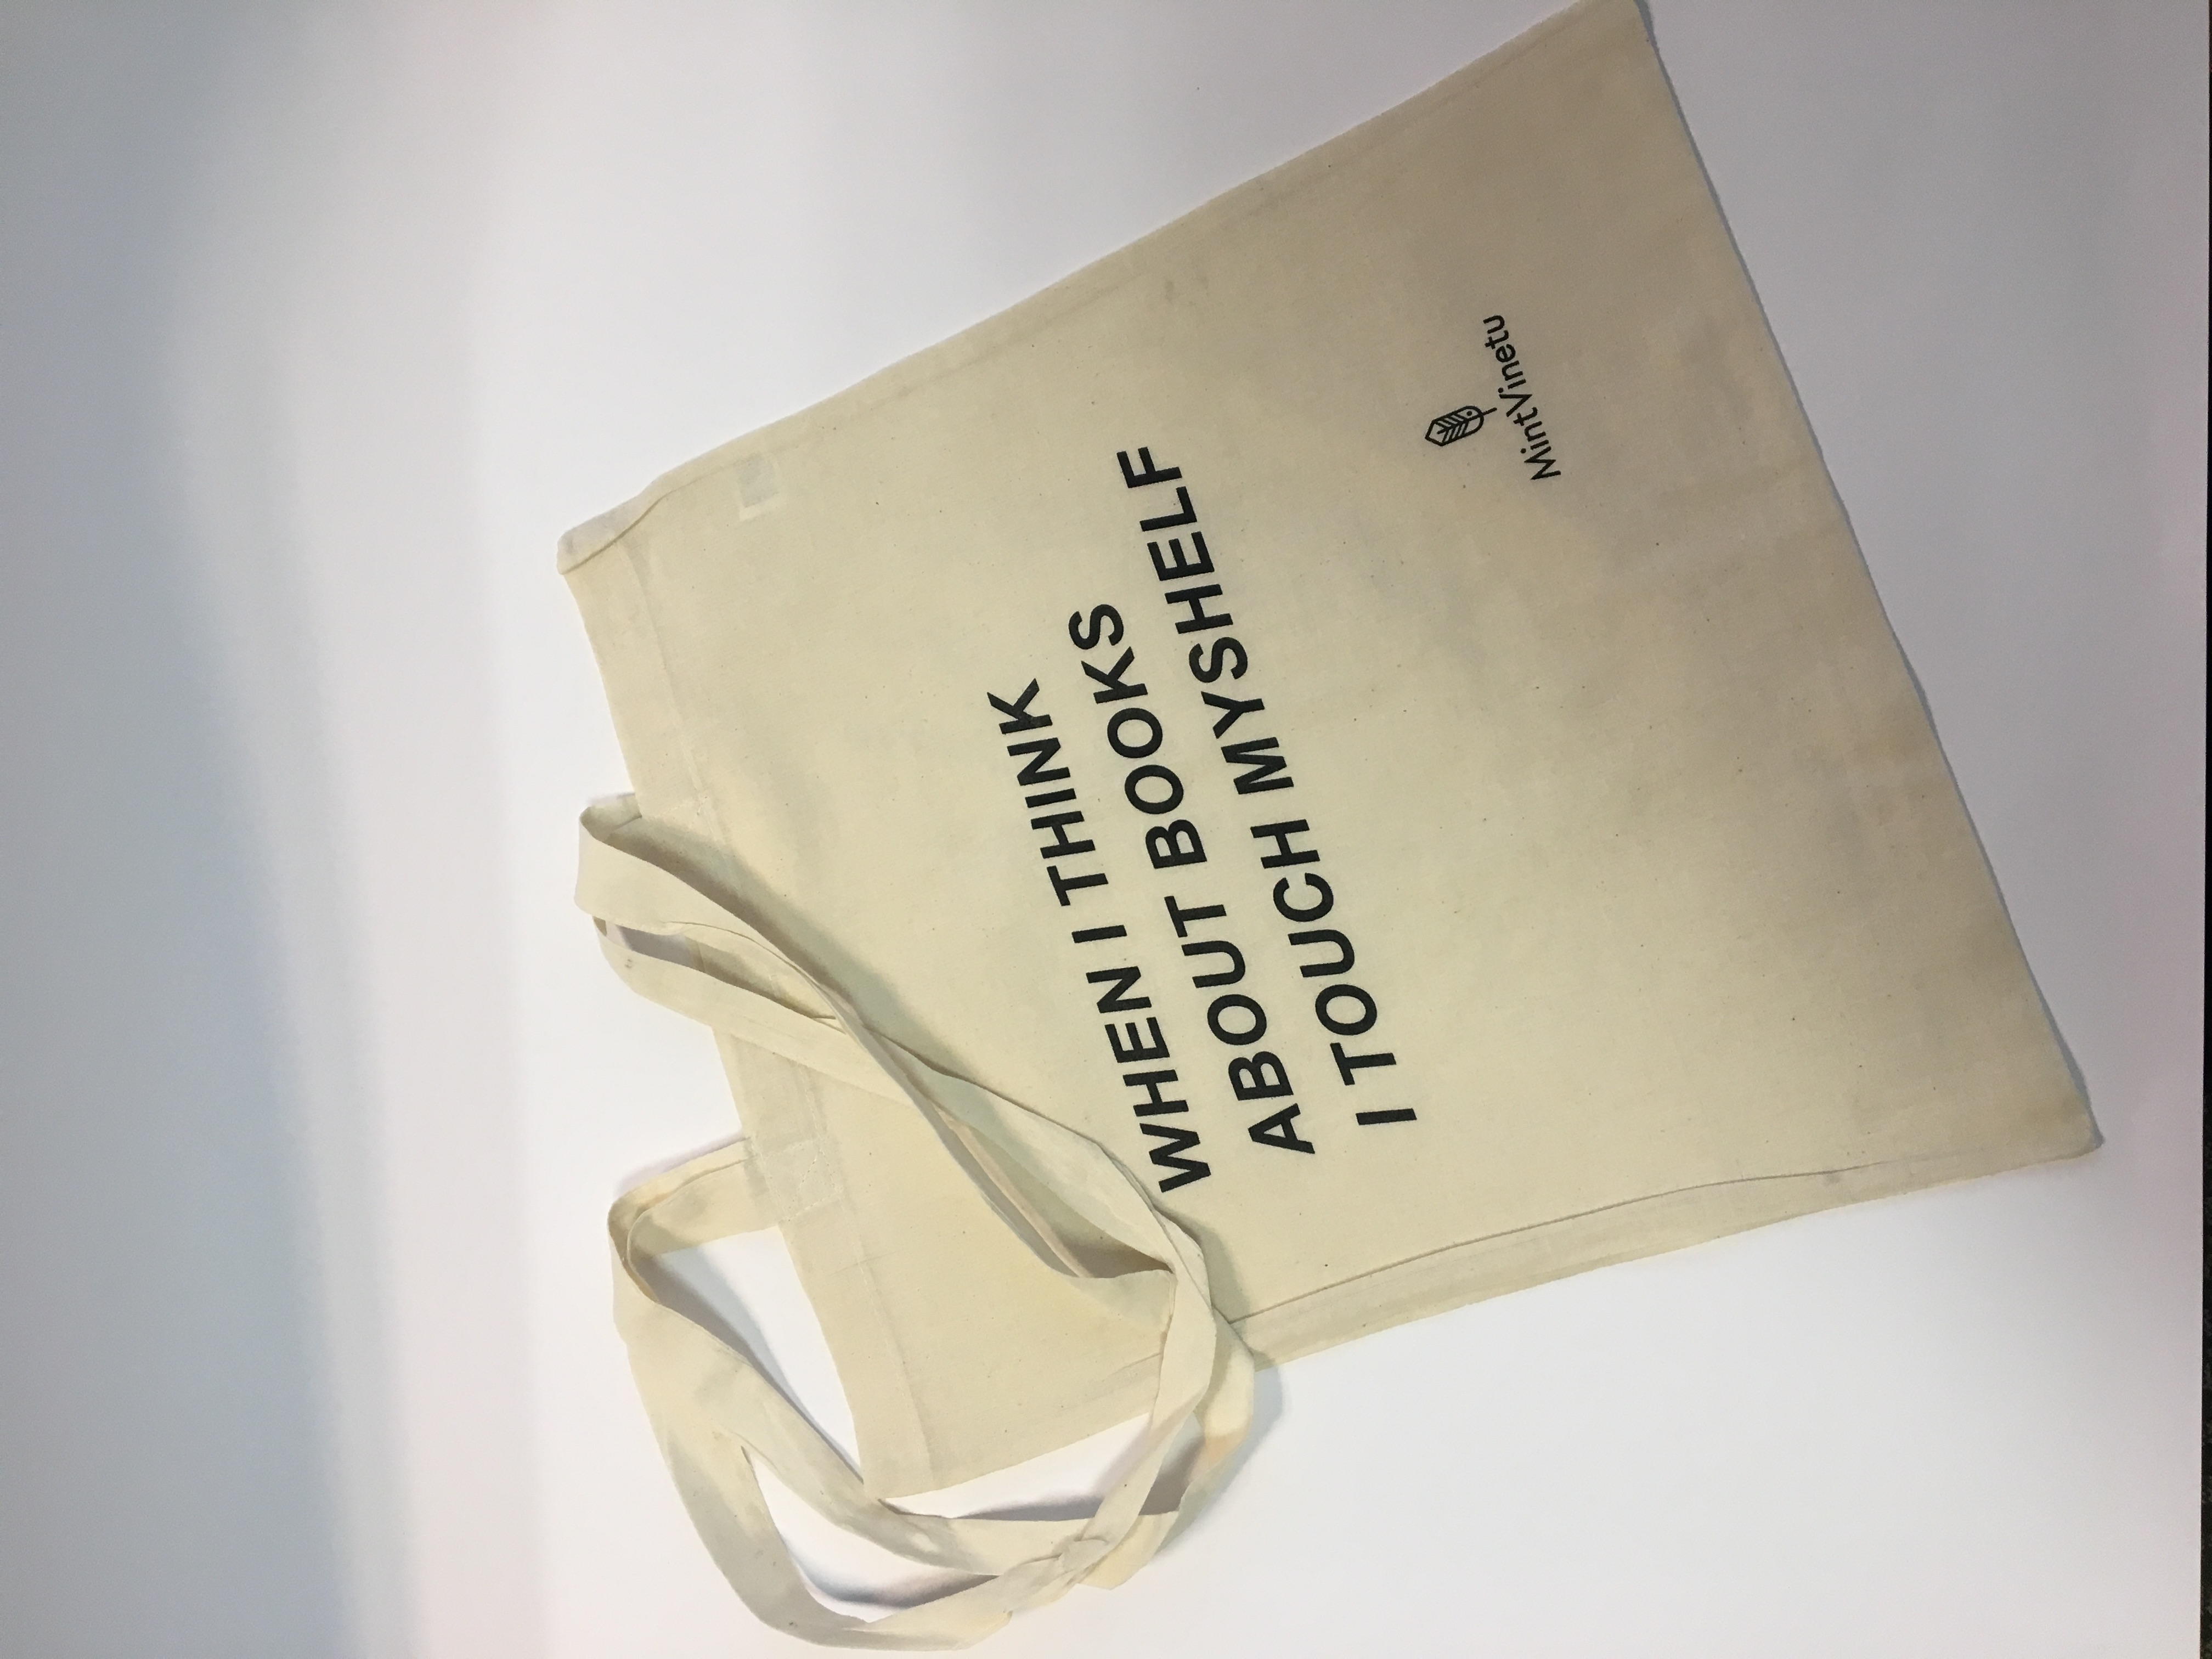 WHEN I THINK
ABOUT BOOKS
I TOUCH MYSHELF
MintVinetu